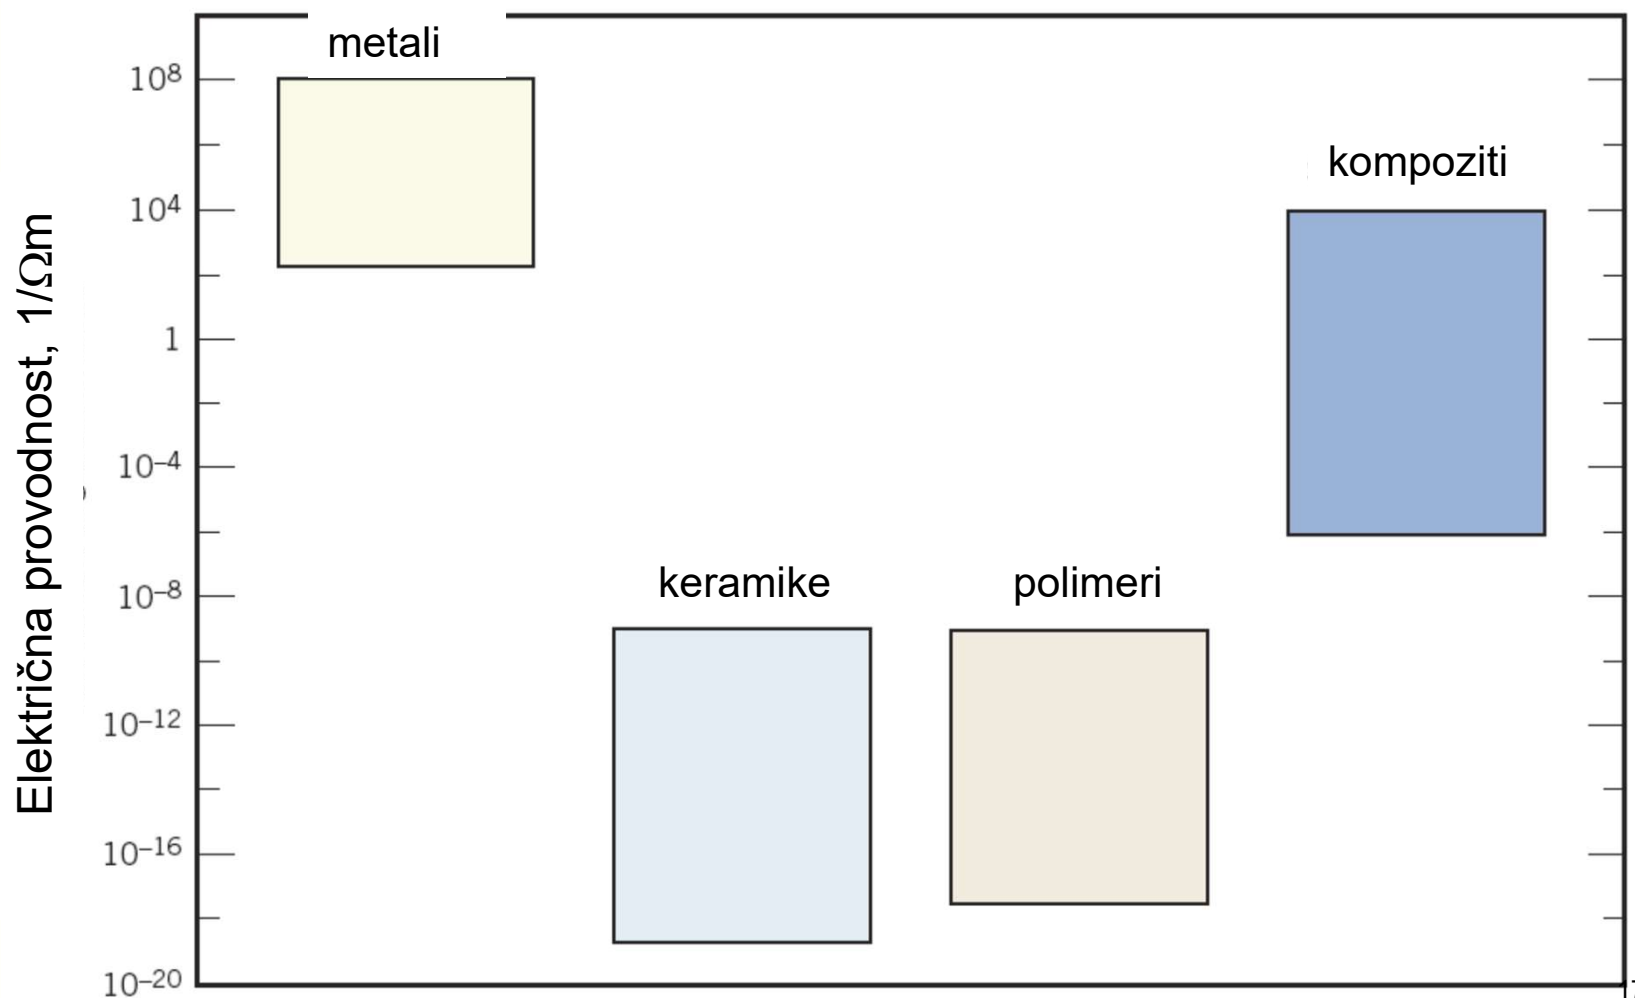 metali
10⁸
kompoziti
10⁴
Električna provodnost, 1/Ωm
1
10⁻⁴
keramike
polimeri
10⁻⁸
10⁻¹²
10⁻¹⁶
10⁻²⁰